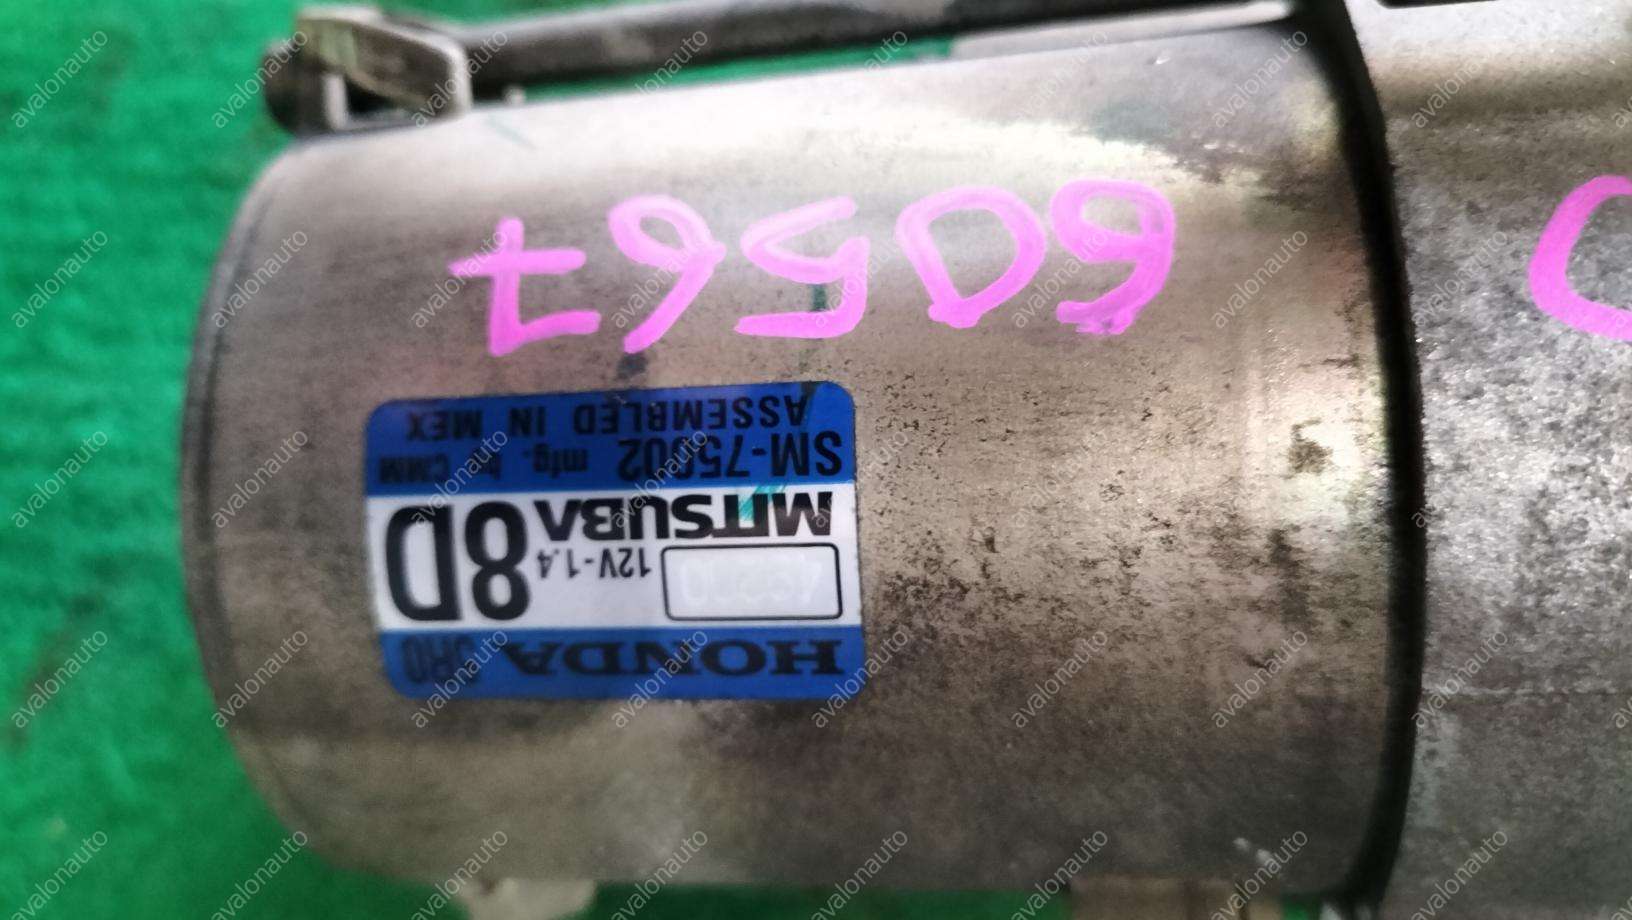 HONDA
12V-1.4 8D
MITSUBA
SM-75002 mfg. by CMM
ASSEMBLED IN MEX
60567
avalonauto